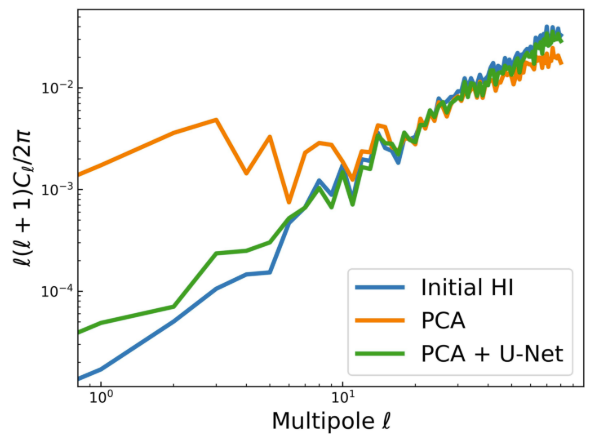 10⁻²
10⁻³
10⁻⁴
ℓ(ℓ + 1)Cℓ/2π
Initial HI
PCA
PCA + U-Net
10⁰
10¹
Multipole ℓ